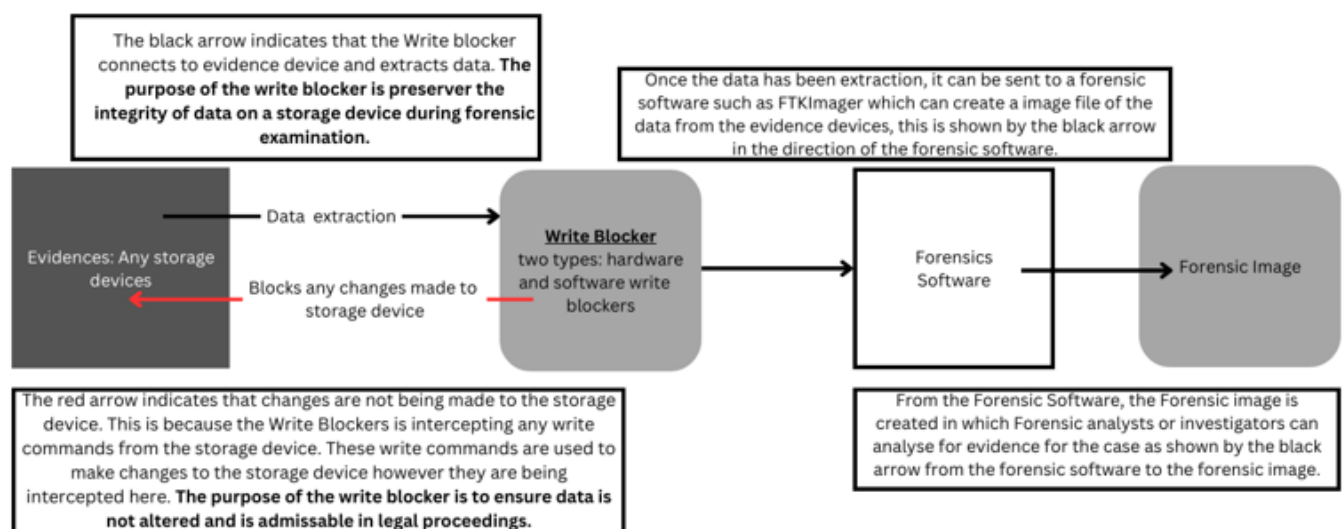 The black arrow indicates that the Write blocker
connects to evidence device and extracts data. The
purpose of the write blocker is preserver the
integrity of data on a storage device during forensic
examination.
Once the data has been extraction, it can be sent to a forensic
software such as FTKImager which can create a image file of the
data from the evidence devices, this is shown by the black arrow
in the direction of the forensic software.
Evidences: Any storage
devices
Data extraction
Blocks any changes made to
storage device
Write Blocker
two types: hardware
and software write
blockers
Forensics
Software
Forensic Image
The red arrow indicates that changes are not being made to the storage
device. This is because the Write Blockers is intercepting any write
commands from the storage device. These write commands are used to
make changes to the storage device however they are being
intercepted here. The purpose of the write blocker is to ensure data is
not altered and is admissable in legal proceedings.
From the Forensic Software, the Forensic image is
created in which Forensic analysts or investigators can
analyse for evidence for the case as shown by the black
arrow from the forensic software to the forensic image.